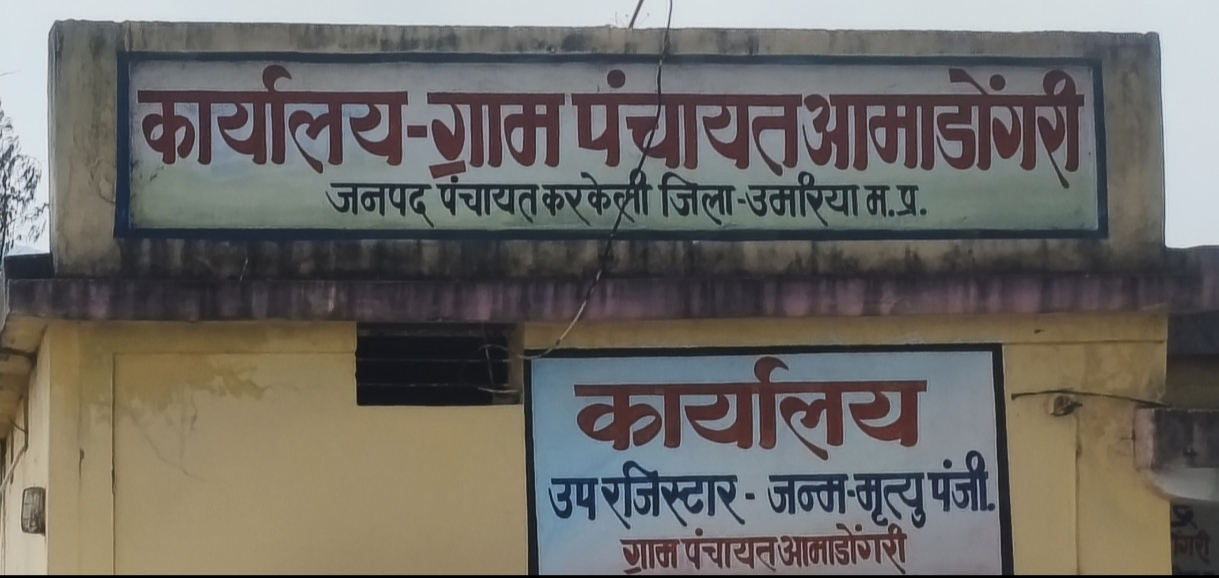 कार्यालय-ग्राम पंचायत आमाडोंगरी
जनपद पंचायत करकेली जिला-उमरिया म.प्र.
कार्यालय
उप रजिस्टार - जन्म-मृत्यु पंजी.
ग्राम पंचायत आमाडोंगरी